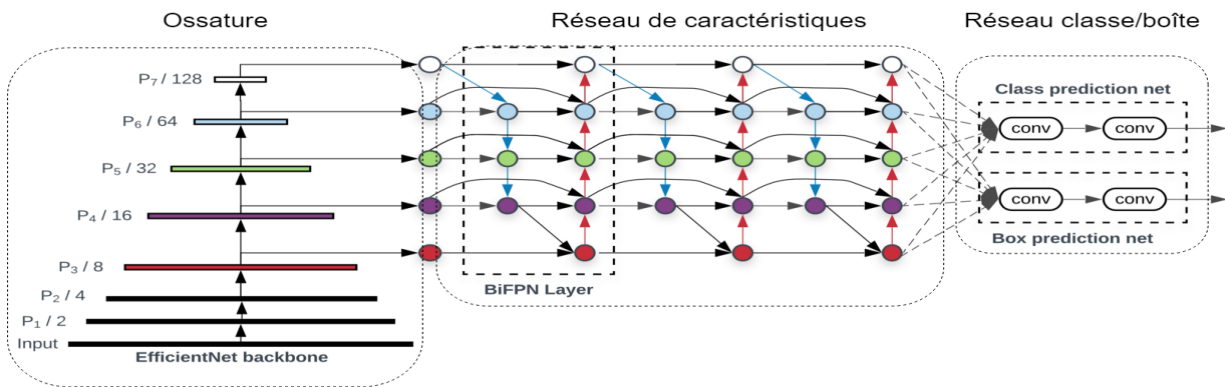 Ossature
Réseau de caractéristiques
Réseau classe/boîte
P7 / 128
P6 / 64
P5 / 32
P4 / 16
P3 / 8
P2 / 4
P1 / 2
Input
EfficientNet backbone
BiFPN Layer
Class prediction net
conv
conv
conv
conv
Box prediction net